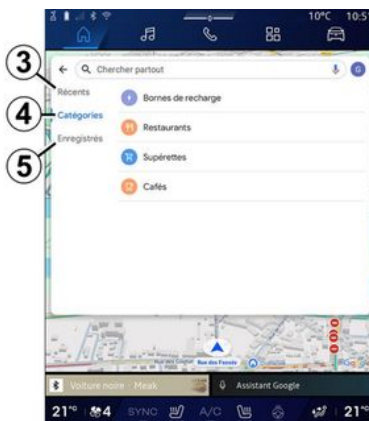 10°C 10:5
Chercher partout
G
3
Récents
4
Catégories
5
Enregistrés
Bornes de recharge
Restaurants
Supérettes
Cafés
Rue des Fossés
Voiture noire · Meak
Assistant Google
21° 4 SYNC A/C 21°